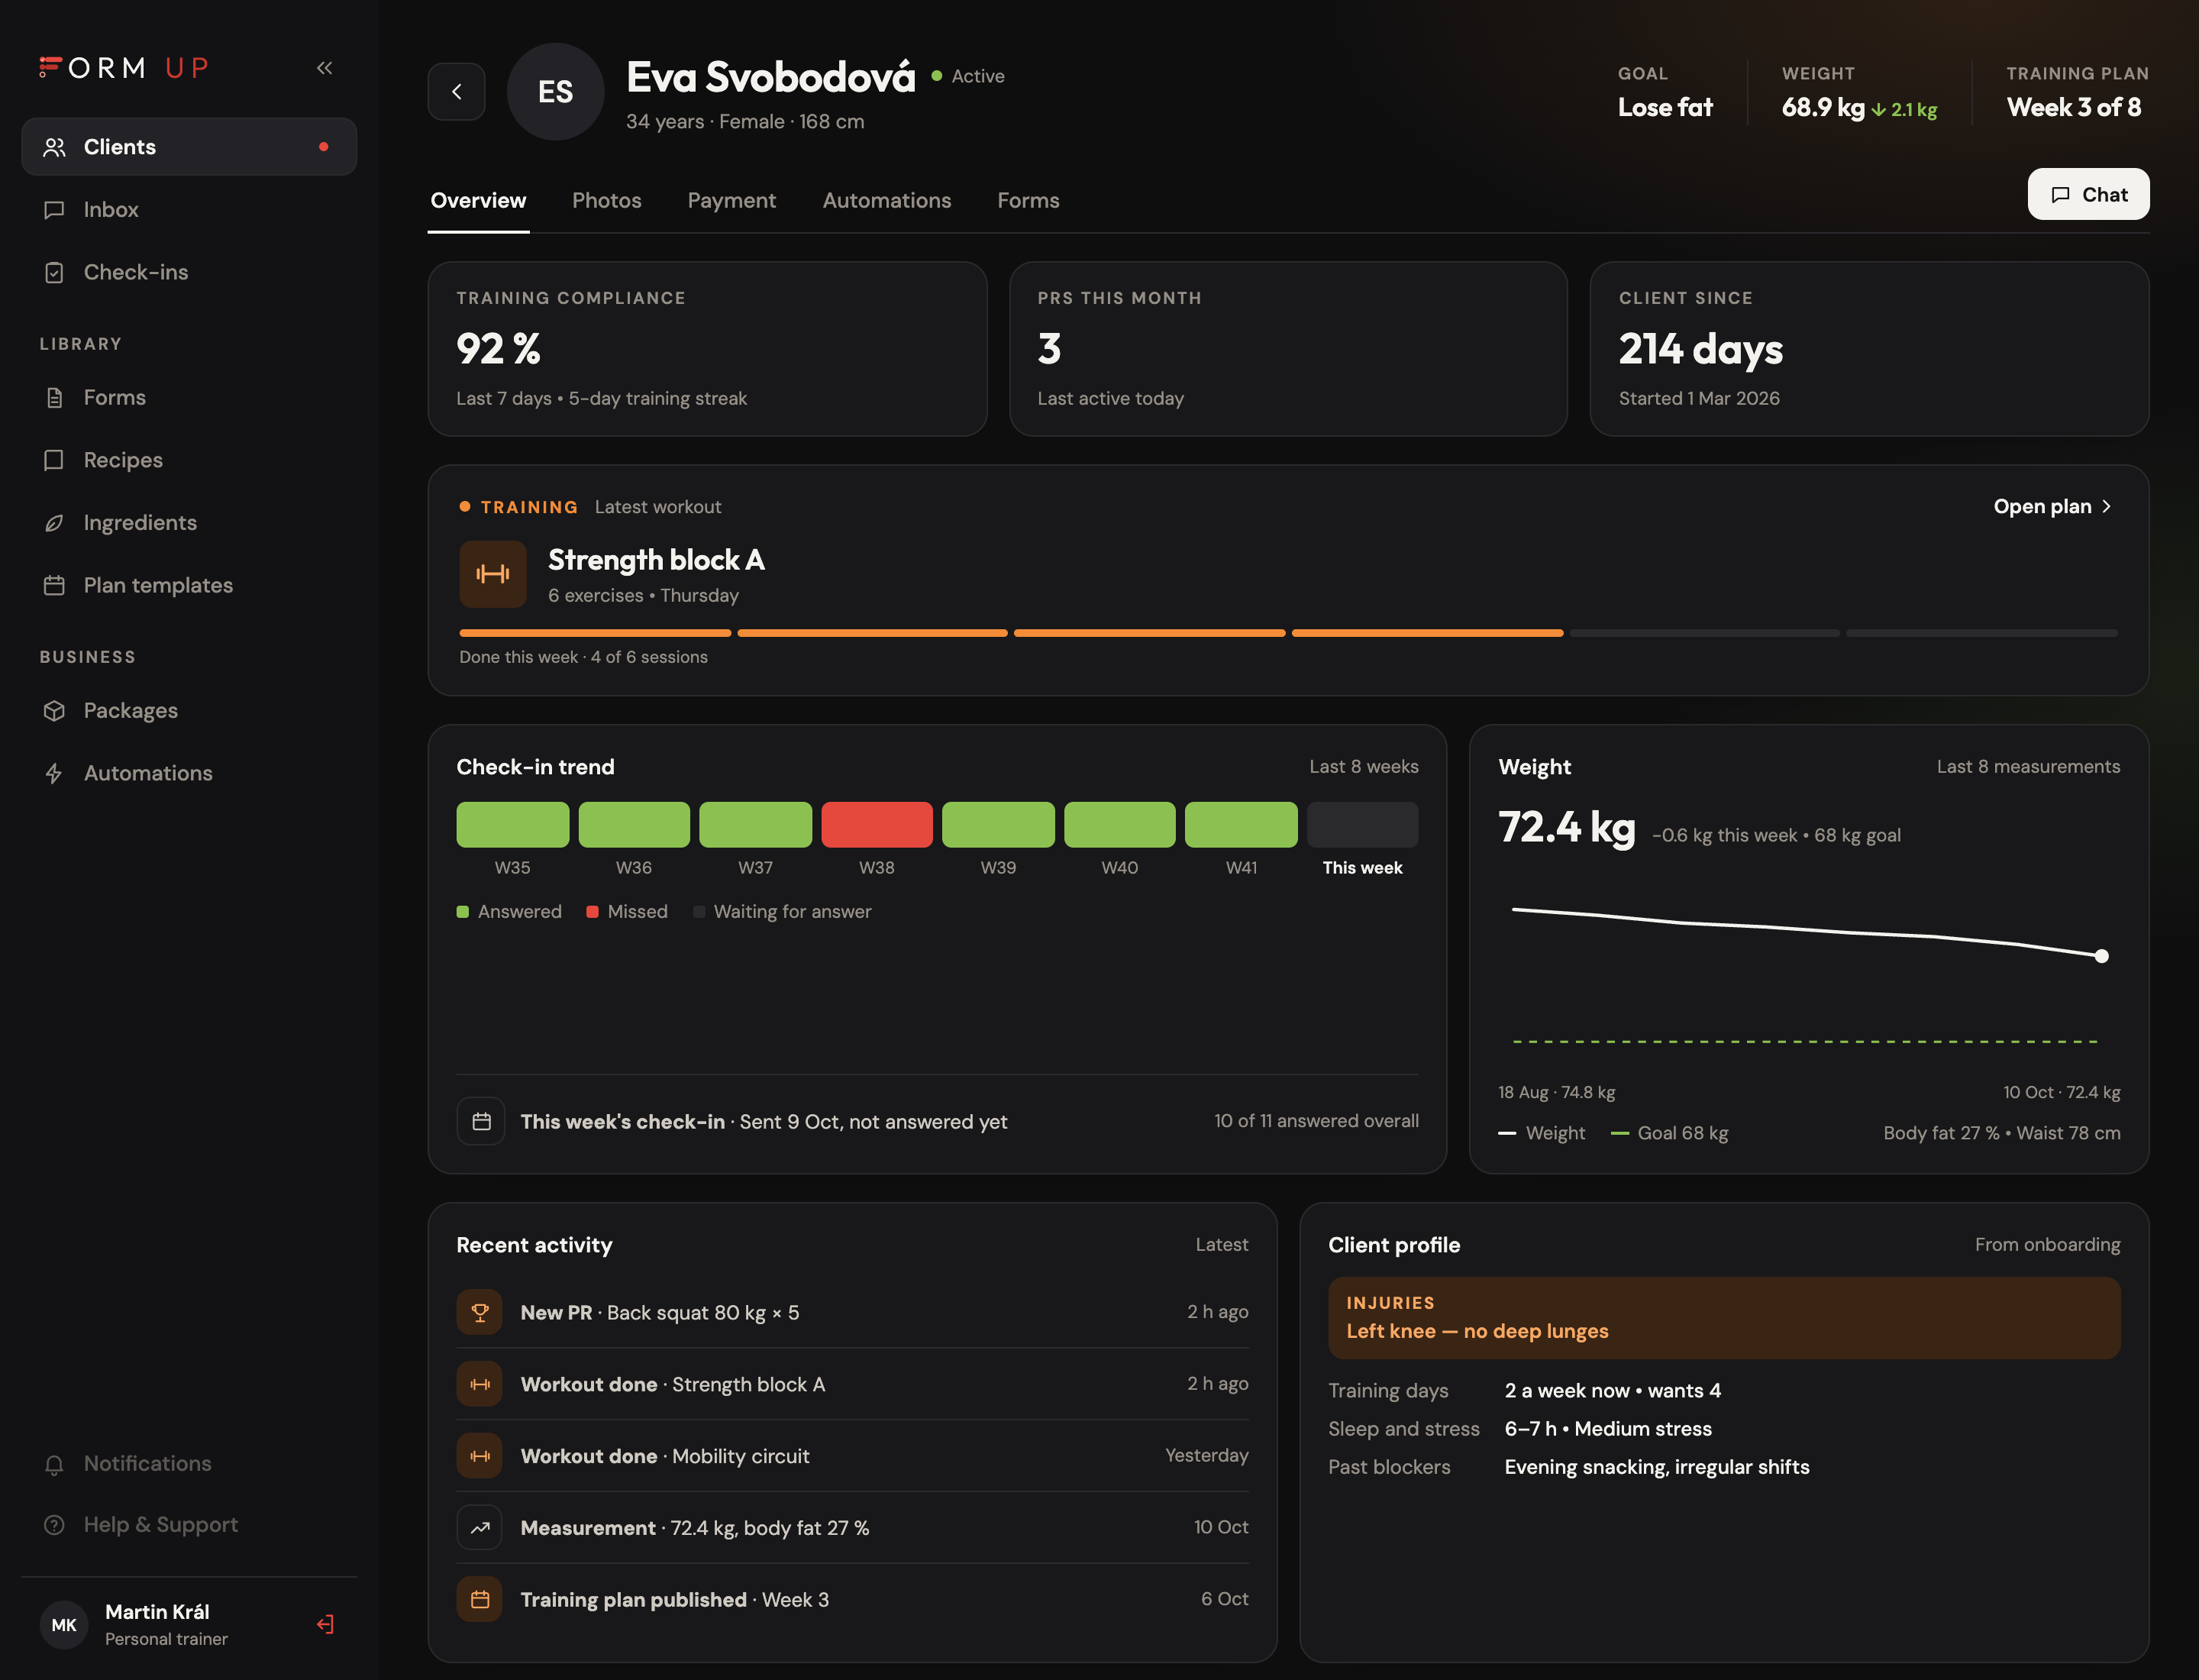 FORM UP
Clients
Inbox
Check-ins
LIBRARY
Forms
Recipes
Ingredients
Plan templates
BUSINESS
Packages
Automations
Notifications
Help & Support
MK
Martin Král
Personal trainer
ES
Eva Svobodová
Active
34 years · Female · 168 cm
GOAL
Lose fat
WEIGHT
68.9 kg ↓ 2.1 kg
TRAINING PLAN
Week 3 of 8
Overview
Photos
Payment
Automations
Forms
Chat
TRAINING COMPLIANCE
92 %
Last 7 days • 5-day training streak
PRS THIS MONTH
3
Last active today
CLIENT SINCE
214 days
Started 1 Mar 2026
TRAINING Latest workout
Open plan
Strength block A
6 exercises • Thursday
Done this week · 4 of 6 sessions
Check-in trend
Last 8 weeks
W35
W36
W37
W38
W39
W40
W41
This week
Answered
Missed
Waiting for answer
This week's check-in · Sent 9 Oct, not answered yet
10 of 11 answered overall
Weight
Last 8 measurements
72.4 kg
-0.6 kg this week • 68 kg goal
18 Aug · 74.8 kg
10 Oct · 72.4 kg
Weight
Goal 68 kg
Body fat 27 % • Waist 78 cm
Recent activity
Latest
New PR · Back squat 80 kg × 5
2 h ago
Workout done · Strength block A
2 h ago
Workout done · Mobility circuit
Yesterday
Measurement · 72.4 kg, body fat 27 %
10 Oct
Training plan published · Week 3
6 Oct
Client profile
From onboarding
INJURIES
Left knee — no deep lunges
Training days
2 a week now • wants 4
Sleep and stress
6–7 h • Medium stress
Past blockers
Evening snacking, irregular shifts